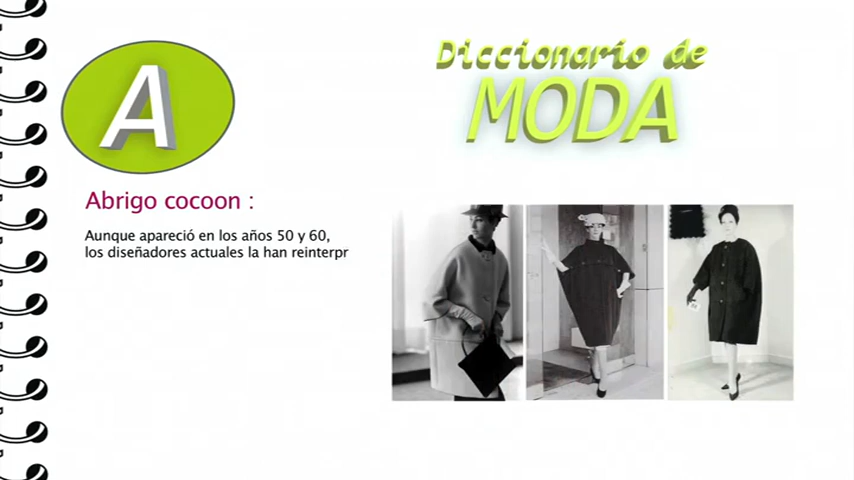 A
Diccionario de
MODA
Abrigo cocoon :
Aunque apareció en los años 50 y 60,
los diseñadores actuales la han reinterpr